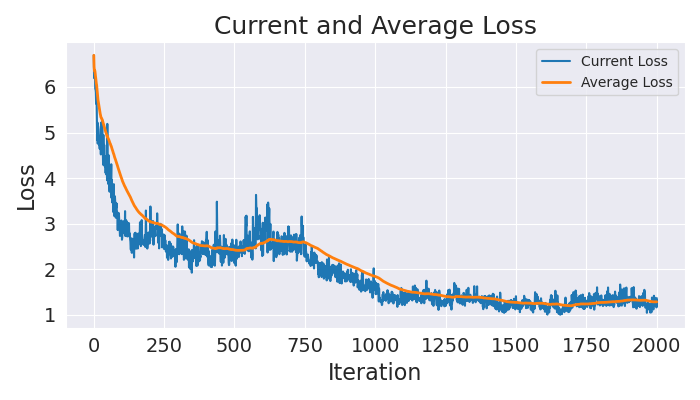 Current and Average Loss
Current Loss
Average Loss
Loss
6
5
4
3
2
1
0 250 500 750 1000 1250 1500 1750 2000
Iteration